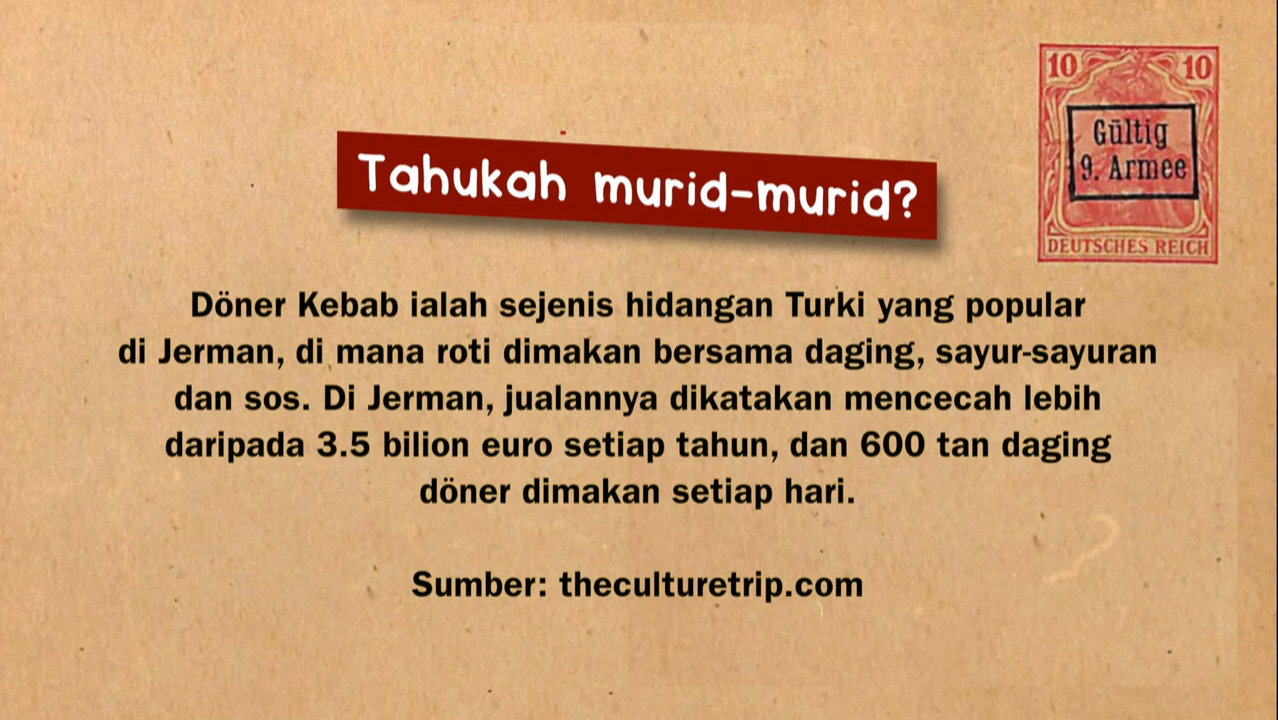 10 10
Gültig
9. Armee
DEUTSCHES REICH
Tahukah murid-murid?
Döner Kebab ialah sejenis hidangan Turki yang popular
di Jerman, di mana roti dimakan bersama daging, sayur-sayuran
dan sos. Di Jerman, jualannya dikatakan mencecah lebih
daripada 3.5 bilion euro setiap tahun, dan 600 tan daging
döner dimakan setiap hari.
Sumber: theculturetrip.com